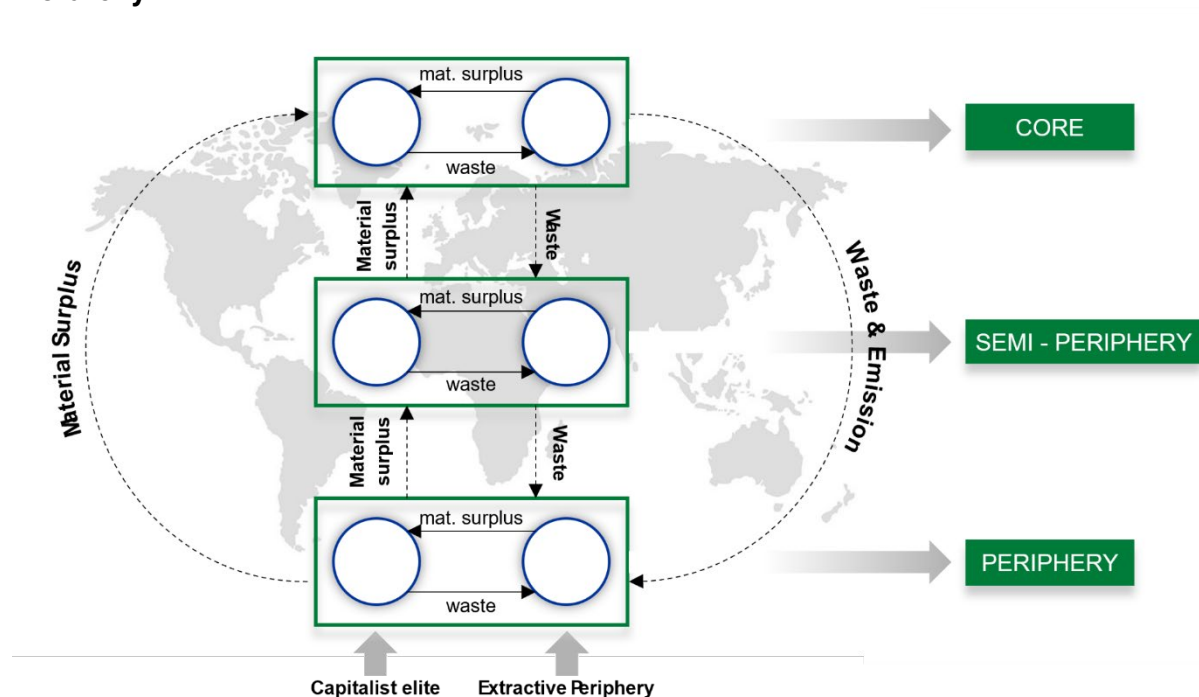 mat. surplus
waste
CORE
Material
surplus
Waste
Material Surplus
Waste & Emission
mat. surplus
waste
SEMI - PERIPHERY
Material
surplus
Waste
mat. surplus
waste
PERIPHERY
Capitalist elite
Extractive Periphery